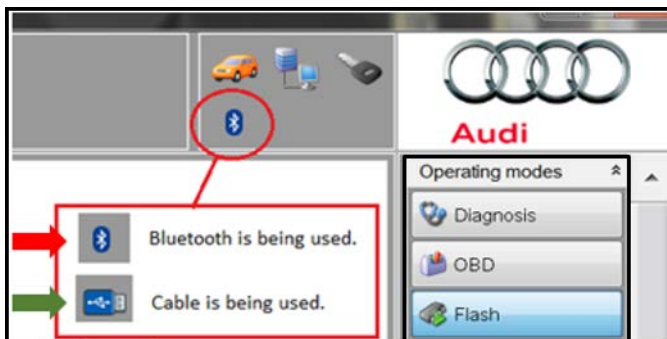 Audi
Operating modes
Diagnosis
OBD
Flash
Bluetooth is being used.
Cable is being used.